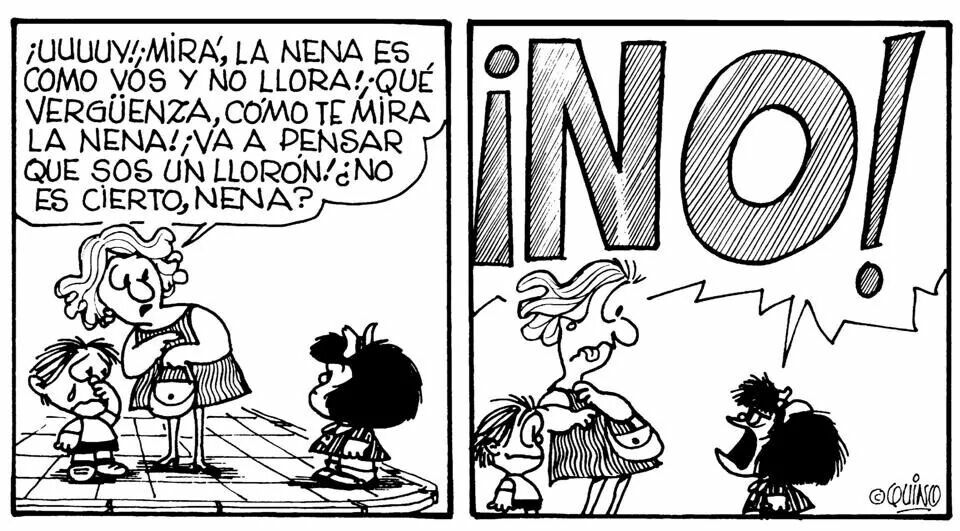 ¡UUUUY!¡MIRÁ, LA NENA ES
COMO VOS Y NO LLORA!¡QUÉ
VERGÜENZA, CÓMO TE MIRA
LA NENA!¡VA A PENSAR
QUE SOS UN LLORÓN!¿NO
ES CIERTO, NENA?
¡NO!
©QUINO